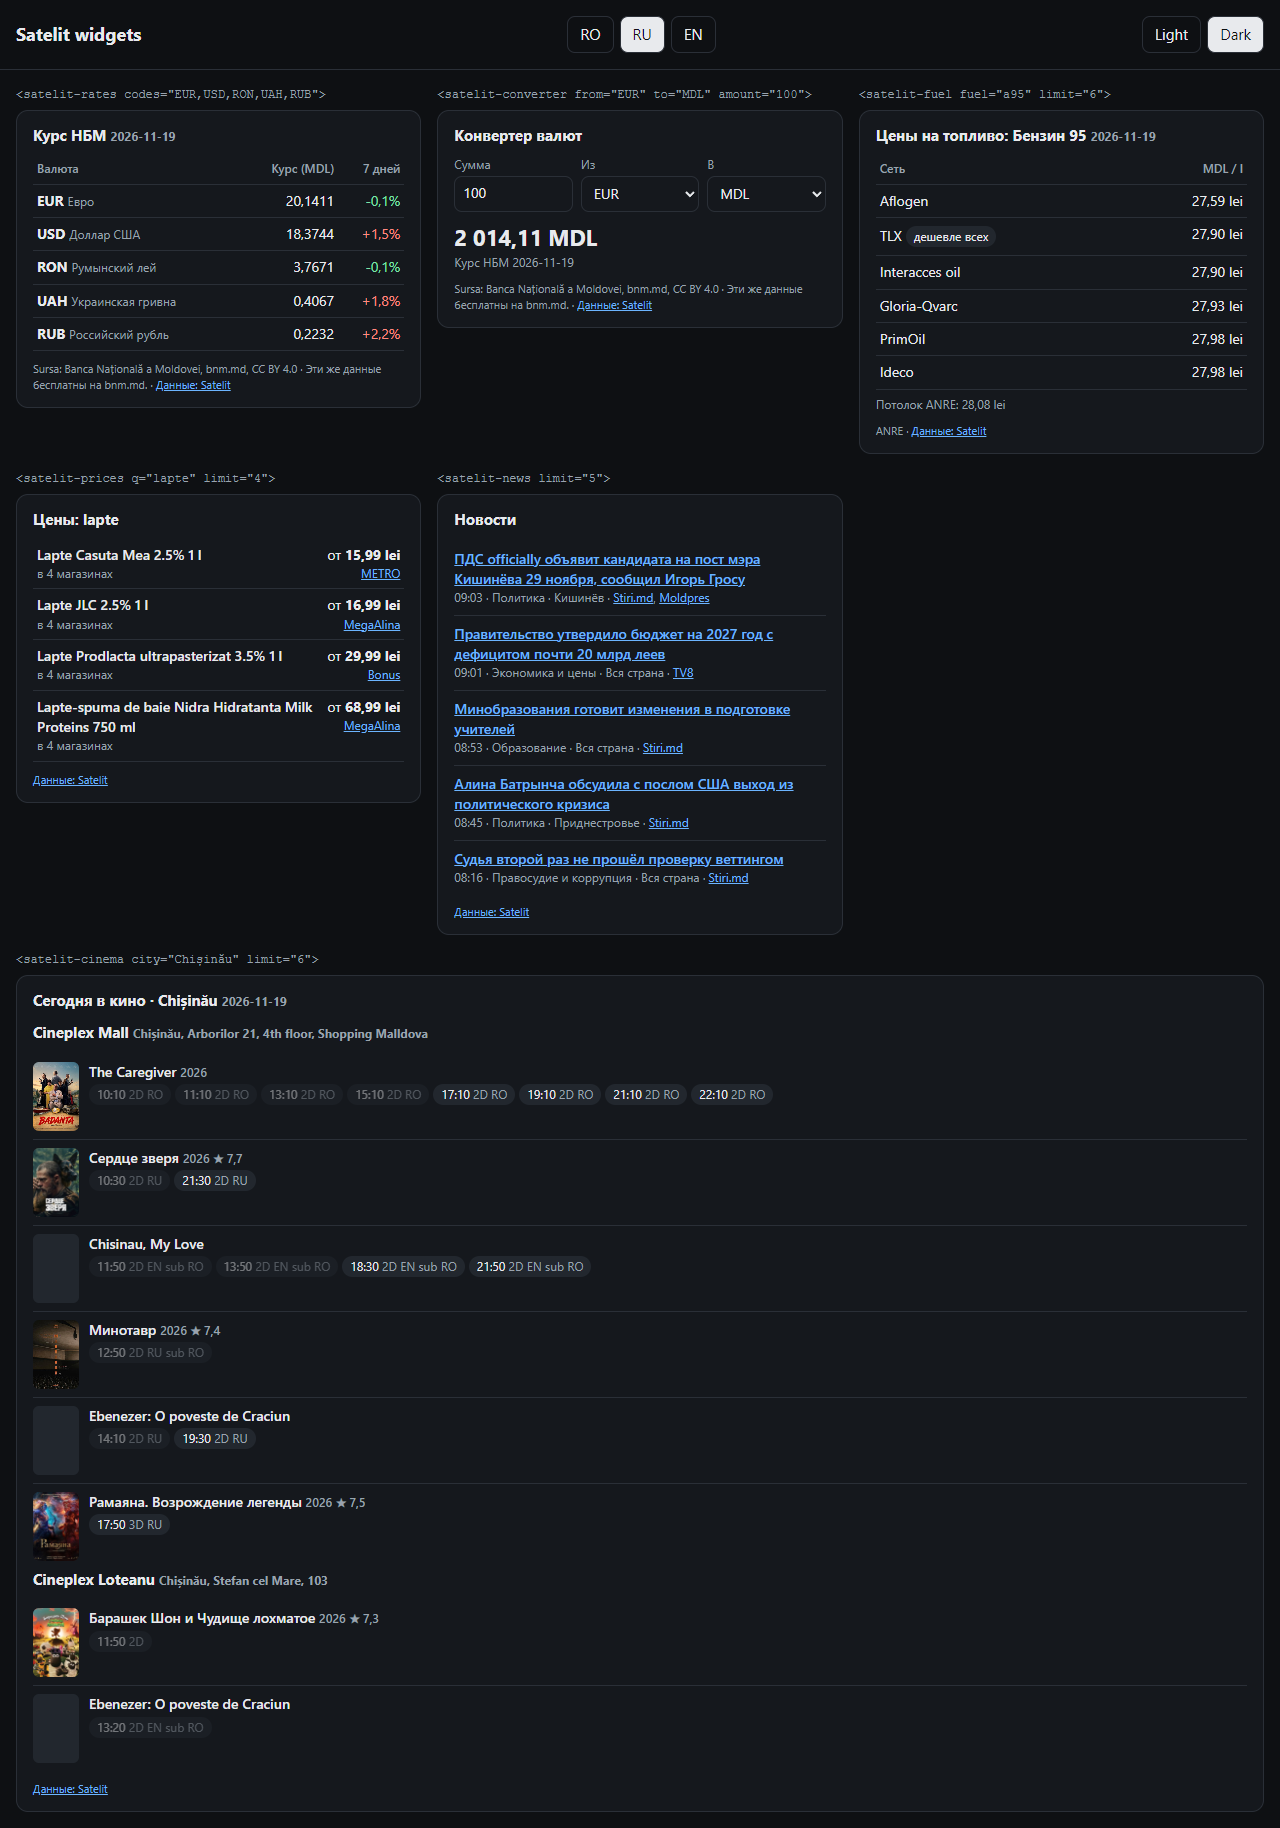 Satelit widgets
RO RU EN
Light Dark
<satelit-rates codes="EUR,USD,RON,UAH,RUB">
Курс НБМ 2026-11-19
Валюта Курс (MDL) 7 дней
EUR Евро 20,1411 -0,1%
USD Доллар США 18,3744 +1,5%
RON Румынский лей 3,7671 -0,1%
UAH Украинская гривна 0,4067 +1,8%
RUB Российский рубль 0,2232 +2,2%
Sursa: Banca Națională a Moldovei, bnm.md, CC BY 4.0 · Эти же данные
бесплатны на bnm.md. · Данные: Satelit
<satelit-converter from="EUR" to="MDL" amount="100">
Конвертер валют
Сумма Из В
100 EUR MDL
2 014,11 MDL
Курс НБМ 2026-11-19
Sursa: Banca Națională a Moldovei, bnm.md, CC BY 4.0 · Эти же данные
бесплатны на bnm.md. · Данные: Satelit
<satelit-fuel fuel="a95" limit="6">
Цены на топливо: Бензин 95 2026-11-19
Сеть MDL / l
Aflogen 27,59 lei
TLX дешевле всех 27,90 lei
Interacces oil 27,90 lei
Gloria-Qvarc 27,93 lei
PrimOil 27,98 lei
Ideco 27,98 lei
Потолок ANRE: 28,08 lei
ANRE · Данные: Satelit
<satelit-prices q="lapte" limit="4">
Цены: lapte
Lapte Casuta Mea 2.5% 1 l от 15,99 lei
в 4 магазинах METRO
Lapte JLC 2.5% 1 l от 16,99 lei
в 4 магазинах MegaAlina
Lapte Prodlacta ultrapasterizat 3.5% 1 l от 29,99 lei
в 4 магазинах Bonus
Lapte-spuma de baie Nidra Hidratanta Milk от 68,99 lei
Proteins 750 ml MegaAlina
в 4 магазинах
Данные: Satelit
<satelit-news limit="5">
Новости
ПДС officially объявит кандидата на пост мэра
Кишинёва 29 ноября, сообщил Игорь Гросу
09:03 · Политика · Кишинёв · Stiri.md, Moldpres
Правительство утвердило бюджет на 2027 год с
дефицитом почти 20 млрд леев
09:01 · Экономика и цены · Вся страна · TV8
Минобразования готовит изменения в подготовке
учителей
08:53 · Образование · Вся страна · Stiri.md
Алина Батрынча обсудила с послом США выход из
политического кризиса
08:45 · Политика · Приднестровье · Stiri.md
Судья второй раз не прошёл проверку веттингом
08:16 · Правосудие и коррупция · Вся страна · Stiri.md
Данные: Satelit
<satelit-cinema city="Chișinău" limit="6">
Сегодня в кино · Chișinău 2026-11-19
Cineplex Mall Chișinău, Arborilor 21, 4th floor, Shopping Malldova
The Caregiver 2026
10:10 2D RO 11:10 2D RO 13:10 2D RO 15:10 2D RO 17:10 2D RO 19:10 2D RO 21:10 2D RO 22:10 2D RO
BADANTA
Сердце зверя 2026 ★ 7,7
10:30 2D RU 21:30 2D RU
СЕРДЦЕ
ЗВЕРЯ
Chisinau, My Love
11:50 2D EN sub RO 13:50 2D EN sub RO 18:30 2D EN sub RO 21:50 2D EN sub RO
Минотавр 2026 ★ 7,4
12:50 2D RU sub RO
Ebenezer: O poveste de Craciun
14:10 2D RU 19:30 2D RU
Рамаяна. Возрождение легенды 2026 ★ 7,5
17:50 3D RU
Рамаяна
Cineplex Loteanu Chișinău, Stefan cel Mare, 103
Барашек Шон и Чудище лохматое 2026 ★ 7,3
11:50 2D
Ebenezer: O poveste de Craciun
13:20 2D EN sub RO
Данные: Satelit